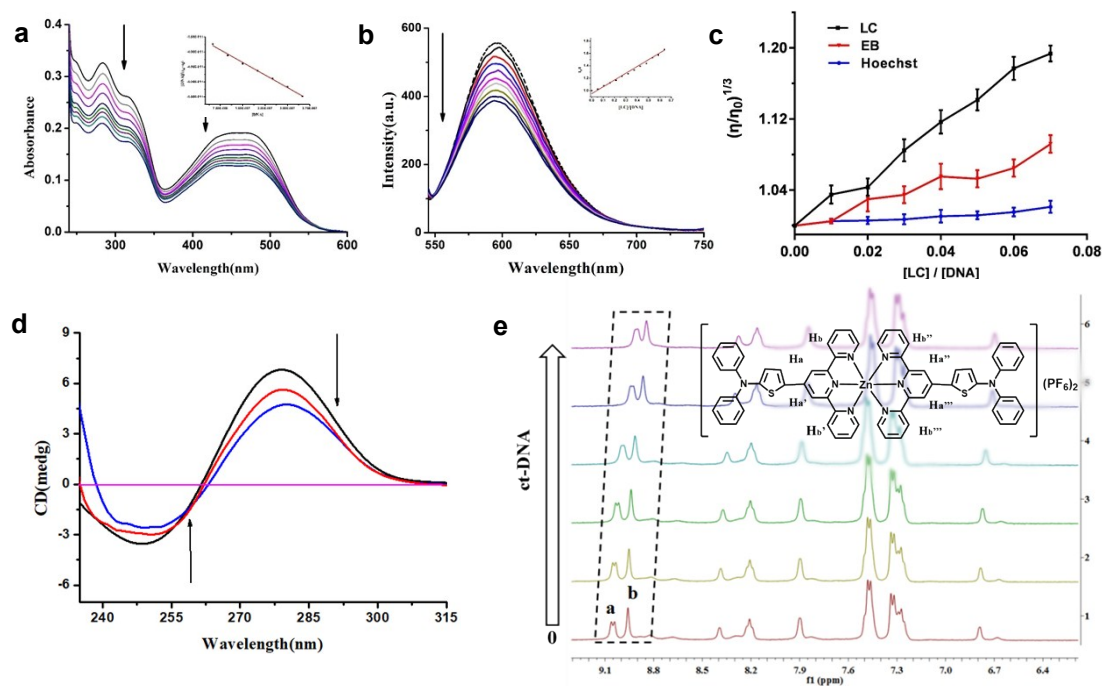 a
0.4
0.3
0.2
0.1
0.0
Abosorbance
300
400
500
600
Wavelength(nm)
b
600
400
200
0
Intensity(a.u.)
[LC]/[DNA]
550
600
650
700
750
Wavelength(nm)
c
LC
EB
Hoechst
1.20
1.12
1.04
(η/η0)1/3
0.00
0.02
0.04
0.06
0.08
[LC] / [DNA]
d
9
6
3
0
-3
-6
CD(medg)
240
255
270
285
300
315
Wavelength(nm)
e
ct-DNA
0
a
b
Hb
Hb''
Ha
Ha''
N
N
N
S
N
Zn
N
S
N
(PF6)2
Ha'
Ha'''
N
N
Hb'
Hb'''
6
5
4
3
2
1
9.1
8.8
8.5
8.2
7.9
7.6
7.3
7.0
6.7
6.4
f1 (ppm)